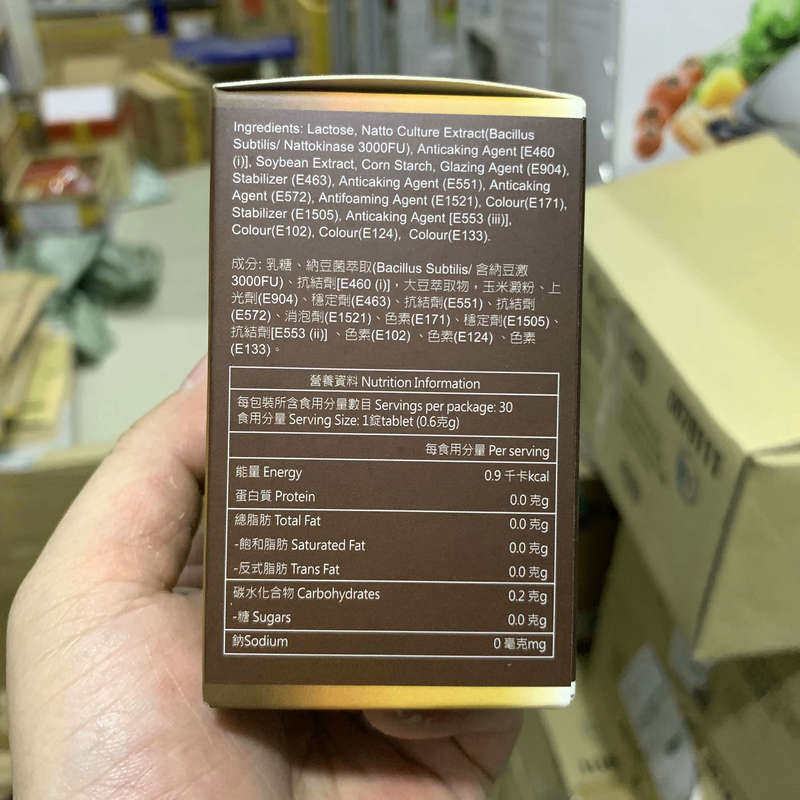 Ingredients: Lactose, Natto Culture Extract(Bacillus
Subtilis/ Nattokinase 3000FU), Anticaking Agent [E460
(i)], Soybean Extract, Corn Starch, Glazing Agent (E904),
Stabilizer (E463), Anticaking Agent (E551), Anticaking
Agent (E572), Antifoaming Agent (E1521), Colour(E171),
Stabilizer (E1505), Anticaking Agent [E553 (iii)],
Colour(E102), Colour(E124), Colour(E133).
成分: 乳糖、納豆菌萃取(Bacillus Subtilis/ 含納豆激
3000FU)、抗結劑[E460 (i)]，大豆萃取物，玉米澱粉、上
光劑(E904)、穩定劑(E463)、抗結劑(E551)、抗結劑
(E572)、消泡劑(E1521)、色素(E171)、穩定劑(E1505)、
抗結劑[E553 (ii)] 、色素(E102) 、色素(E124) 、色素
(E133)。
營養資料 Nutrition Information
每包裝所含食用分量數目 Servings per package: 30
食用分量 Serving Size: 1錠tablet (0.6克g)
每食用分量 Per serving
能量 Energy 0.9 千卡kcal
蛋白質 Protein 0.0 克g
總脂肪 Total Fat 0.0 克g
-飽和脂肪 Saturated Fat 0.0 克g
-反式脂肪 Trans Fat 0.0 克g
碳水化合物 Carbohydrates 0.2 克g
-糖 Sugars 0.0 克g
鈉Sodium 0 毫克mg